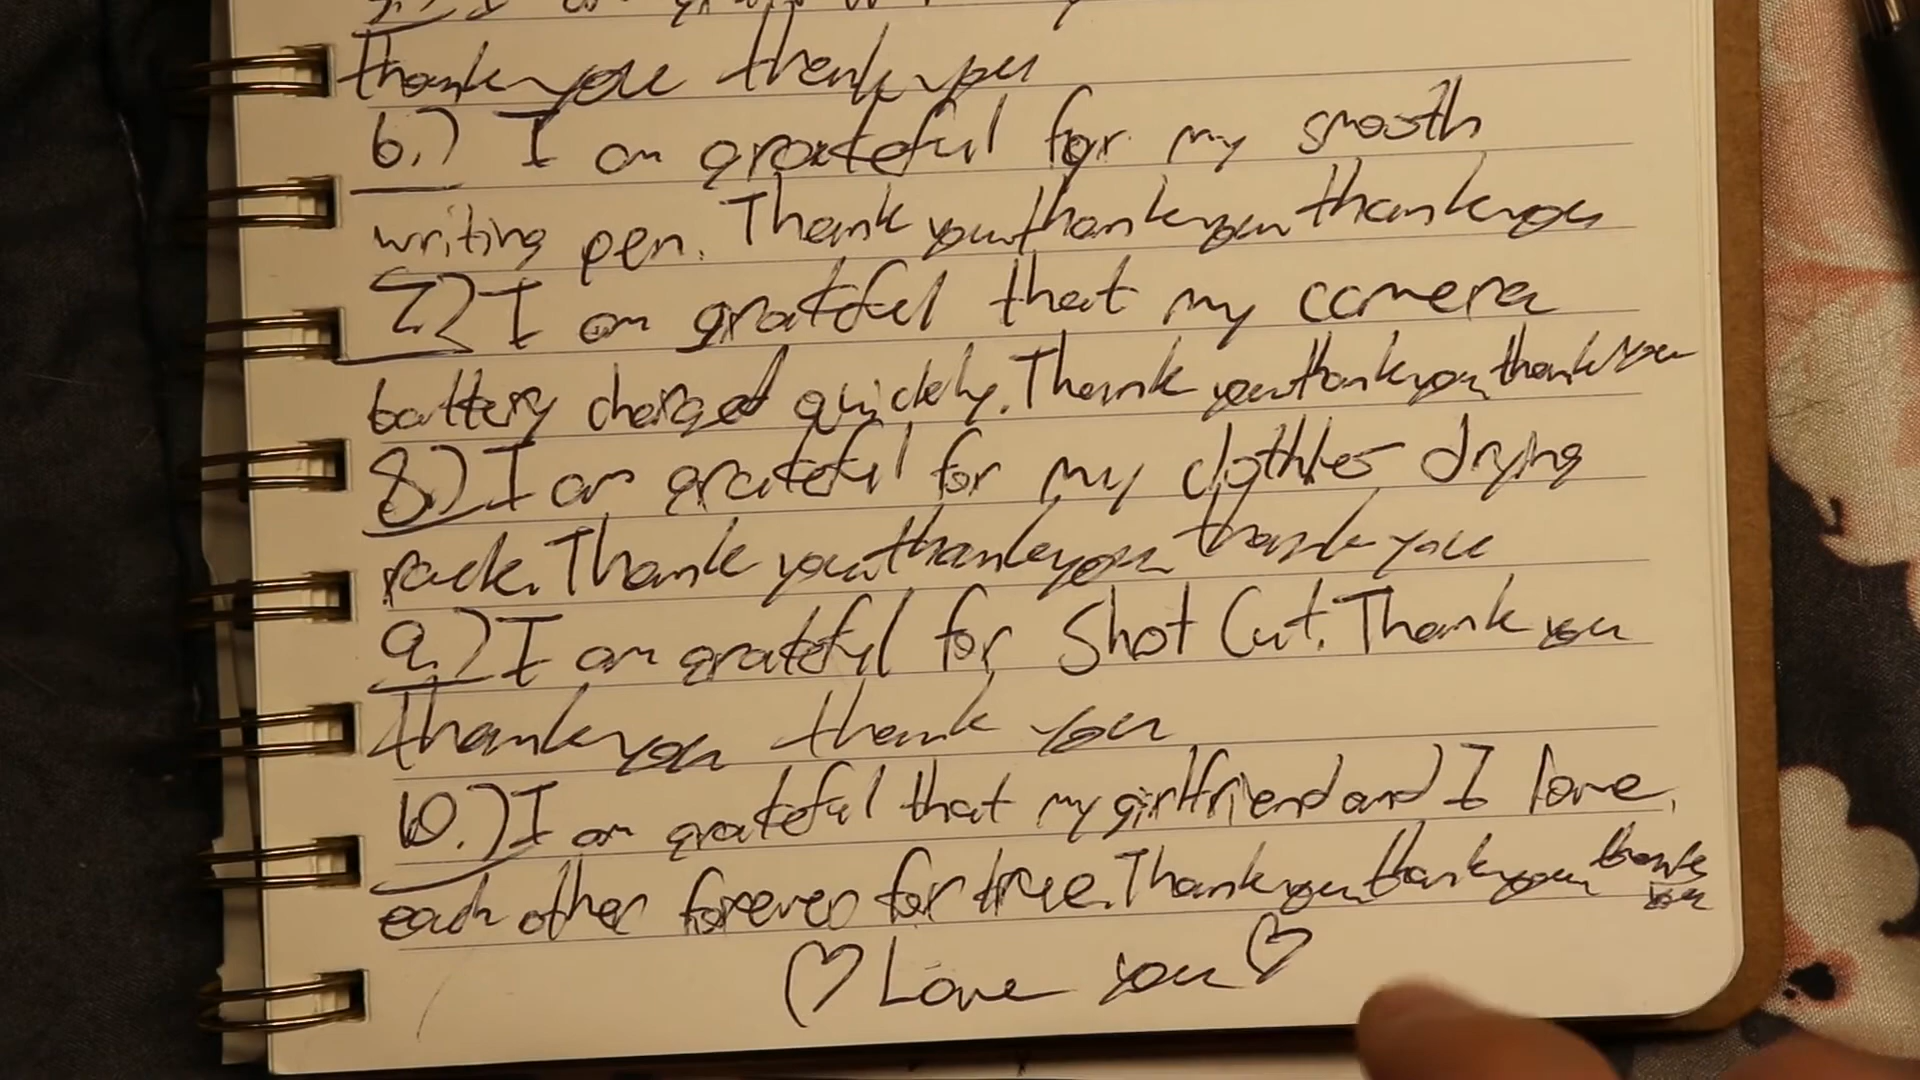 thank you thank you
6.) I am grateful for my smooth
writing pen. Thank you thank you thank you
7.) I am grateful that my camera
battery charged quickely. Thank you thank you thank you
8.) I am grateful for my clothes drying
rack. Thank you thank you thank you
9.) I am grateful for Shot Cut. Thank you
thank you thank you
10.) I am grateful that my girlfriend and I love
each other forever for true. Thank you thank you thank
you
♡ Love you ♡